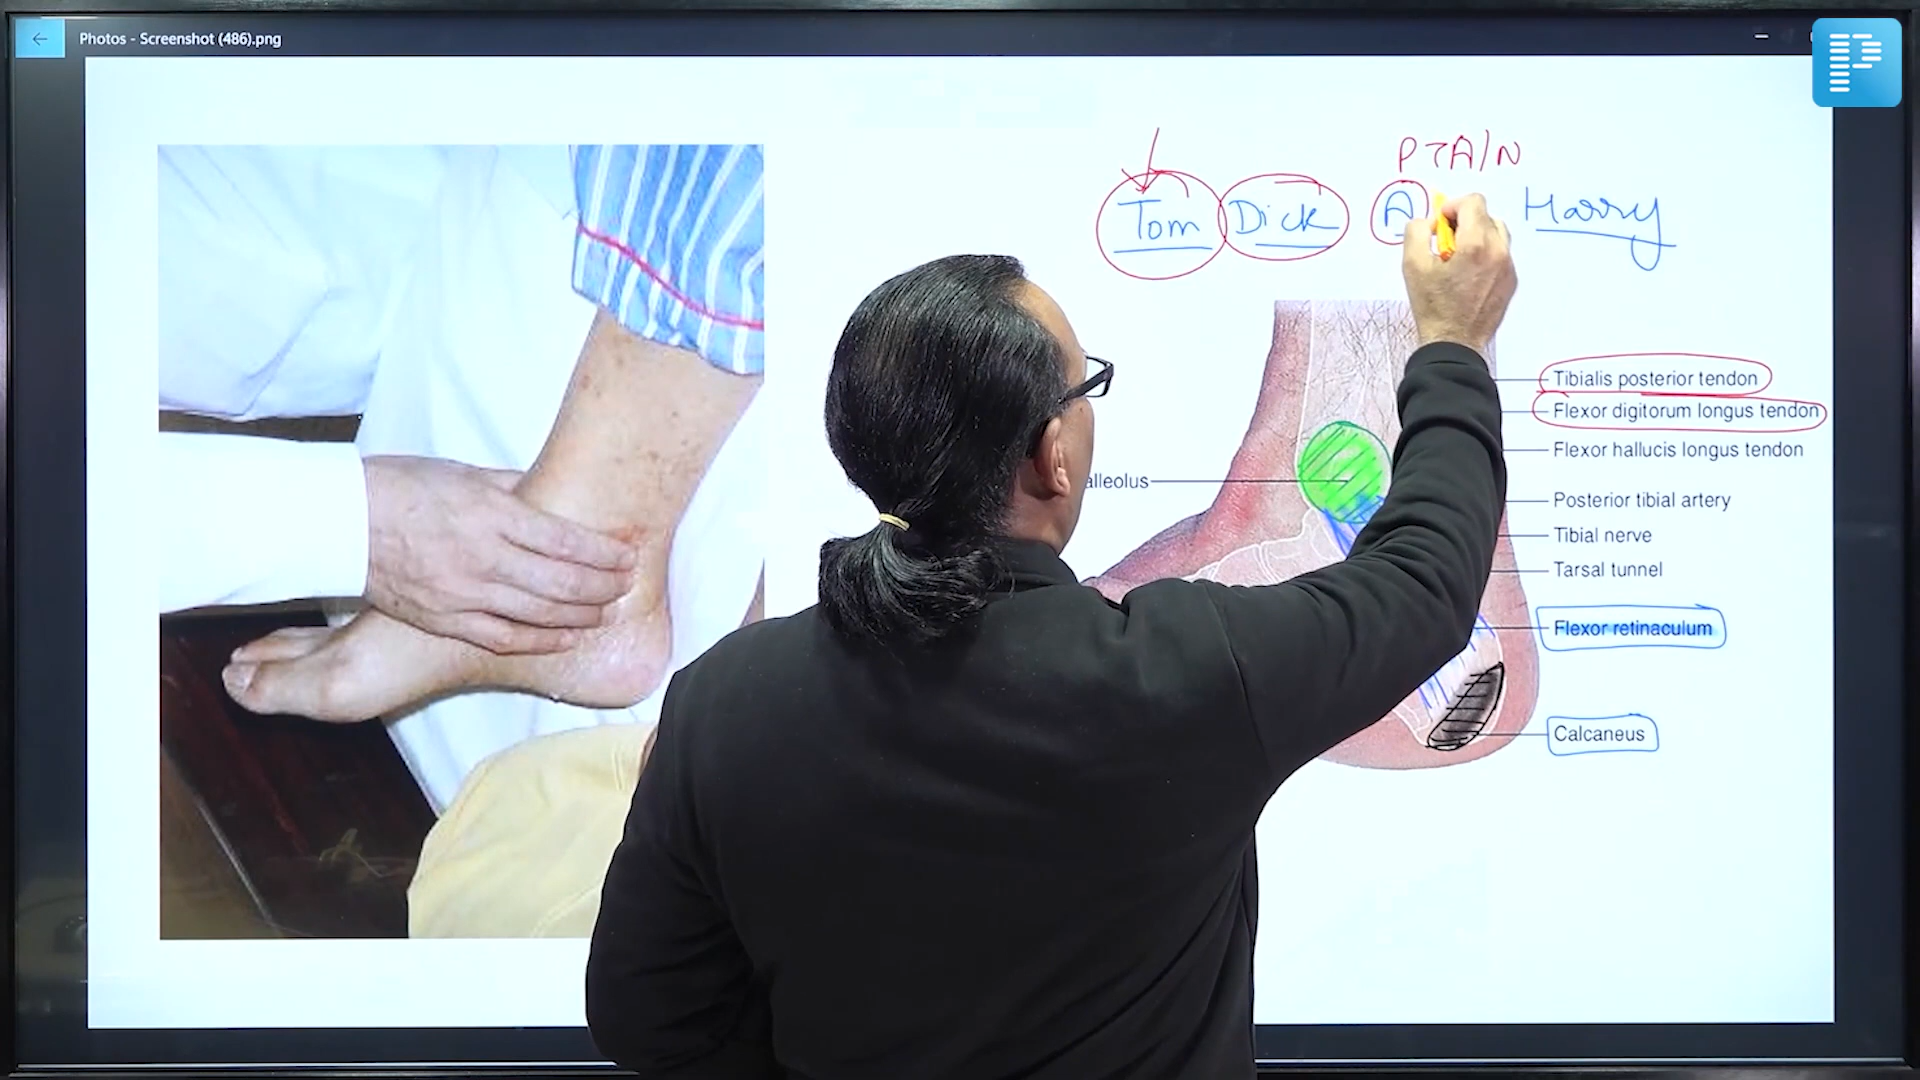 Photos - Screenshot (486).png
PTA/N
Tom Dick A Harry
Tibialis posterior tendon
Flexor digitorum longus tendon
Flexor hallucis longus tendon
alleolus
Posterior tibial artery
Tibial nerve
Tarsal tunnel
Flexor retinaculum
Calcaneus